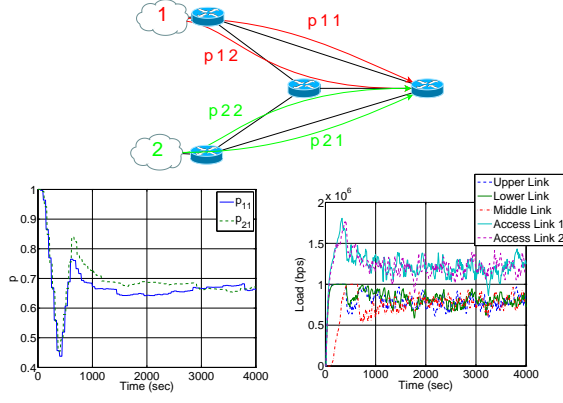 1
p11
p12
p22
2
p21
p
1
0.9
0.8
0.7
0.6
0.5
0.4
0
1000
2000
3000
4000
Time (sec)
p11
p21
x 10^6
Load (bps)
2
1.5
1
0.5
0
0
1000
2000
3000
4000
Time (sec)
Upper Link
Lower Link
Middle Link
Access Link 1
Access Link 2